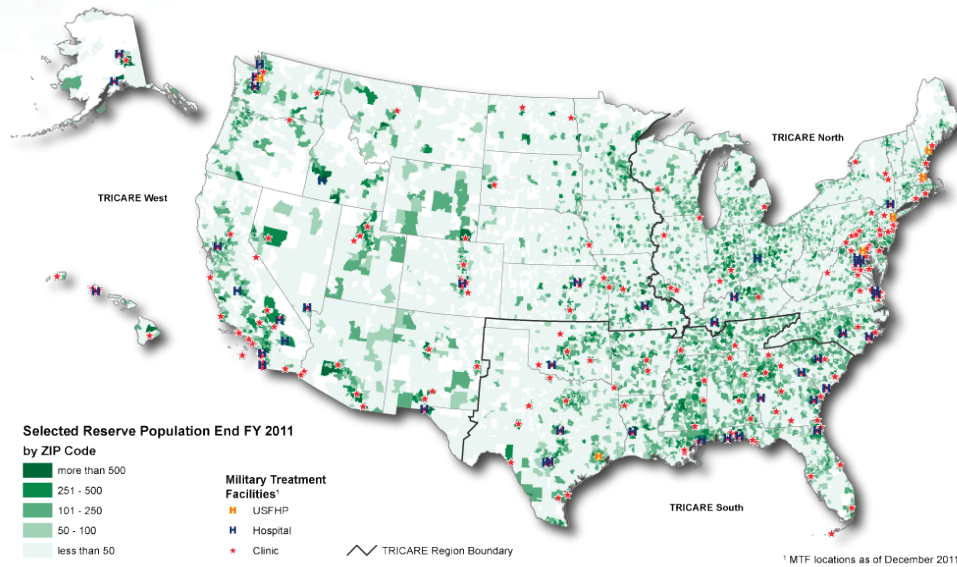 TRICARE North
TRICARE West
TRICARE South
Selected Reserve Population End FY 2011
by ZIP Code
more than 500
251 - 500
101 - 250
50 - 100
less than 50
Military Treatment
Facilities¹
H USFHP
H Hospital
Clinic
TRICARE Region Boundary
¹ MTF locations as of December 2011